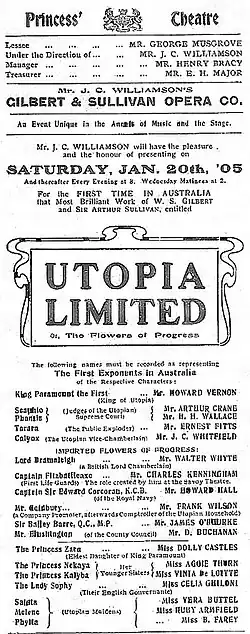 Princess' Theatre
Lessee ... ... ... ... MR. GEORGE MUSGROVE
Under the Direction of ... MR. J. C. WILLIAMSON
Manager ... ... ... ... MR. HENRY BRACY
Treasurer ... ... ... ... MR. E. H. MAJOR
Mr. J. C. WILLIAMSON'S
GILBERT & SULLIVAN OPERA CO.
An Event Unique in the Annals of Music and the Stage.
Mr. J. C. WILLIAMSON will have the pleasure
and the honour of presenting on
SATURDAY, JAN. 20th, '05
And thereafter Every Evening at 8. Wednesday Matinees at 2.
For the FIRST TIME IN AUSTRALIA
that Most Brilliant Work of W. S. GILBERT
and SIR ARTHUR SULLIVAN, entitled
UTOPIA
LIMITED
Or, The Flowers of Progress
The following names must be recorded as representing
The First Exponents in Australia
of the Respective Characters:
King Paramount the First ... Mr. HOWARD VERNON
(King of Utopia)
Scaphio (Judges of the Utopian Mr. ARTHUR CRANE
Phantis Supreme Court) Mr. H. H. WALLACE
Tarara (The Public Exploder) ... Mr. ERNEST FITTS
Calynx (The Utopian Vice-Chamberlain) Mr. J. C. WHITFIELD
IMPORTED FLOWERS OF PROGRESS:
Lord Dramaleigh ... Mr. WALTER WHYTE
(a British Lord Chamberlain)
Captain Fitzbattleaxe ... Mr. CHARLES KENNINGHAM
(First Life Guards) The role created by him at the Savoy Theatre.
Captain Sir Edward Corcoran, K.C.B. Mr. HOWARD HALL
(of the Royal Navy)
Mr. Goldbury ... Mr. FRANK WILSON
(a Company Promoter, afterwards Comptroller of the Utopian Household)
Sir Bailey Barre, Q.C., M.P. Mr. JAMES O'ROURKE
Mr. Blushington (of the County Council) Mr. D. BUCHANAN
The Princess Zara ... Miss DOLLY CASTLES
(Eldest Daughter of King Paramount)
The Princess Nekaya (Her Miss AGGIE THORN
The Princess Kalyba Younger Sisters) Miss VINIA DE LOITTE
The Lady Sophy ... Miss CELIA GHILONI
(Their English Governess)
Salata Miss VERA BUTTEL
Melene (Utopian Maidens) Miss RUBY ARMFIELD
Phylla Miss B. FAREY